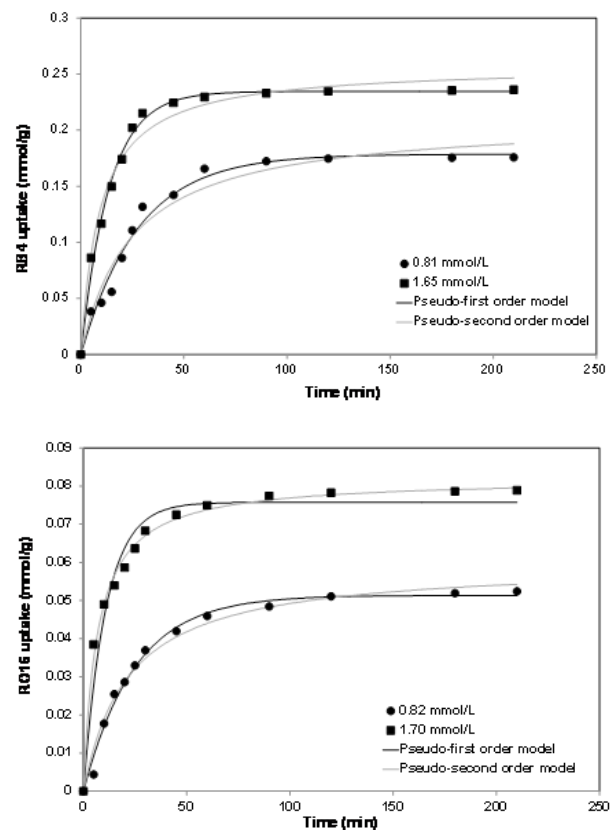 0.3
0.25
0.2
0.15
0.1
0.05
0
RB4 uptake (mmol/g)
0.81 mmol/L
1.65 mmol/L
Pseudo-first order model
Pseudo-second order model
0
50
100
150
200
250
Time (min)
0.09
0.08
0.07
0.06
0.05
0.04
0.03
0.02
0.01
0.00
RO16 uptake (mmol/g)
0.82 mmol/L
1.70 mmol/L
Pseudo-first order model
Pseudo-second order model
0
50
100
150
200
250
Time (min)